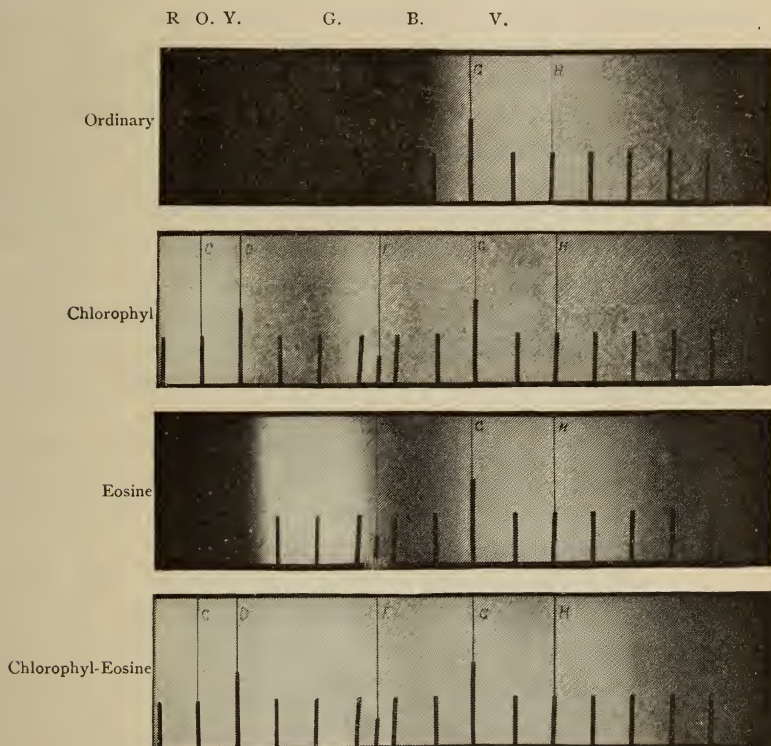 R O. Y. G. B. V.
Ordinary
G H
Chlorophyl
C D F G H
Eosine
G H
Chlorophyl-Eosine
C D F G H